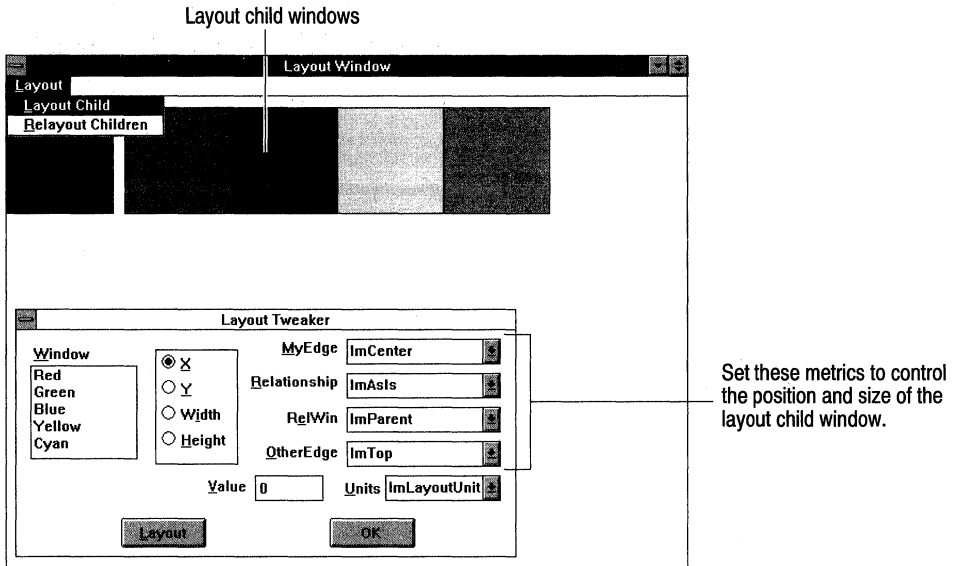 Layout child windows
Layout Window
Layout
Layout Child
Relayout Children
Layout Tweaker
Window
Red
Green
Blue
Yellow
Cyan
X
Y
Width
Height
MyEdge lmCenter
Relationship lmAsIs
RelWin lmParent
OtherEdge lmTop
Value 0
Units lmLayoutUnit
Layout
OK
Set these metrics to control
the position and size of the
layout child window.